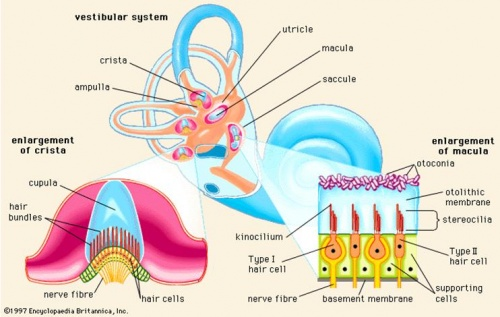 vestibular system
utricle
crista
macula
ampulla
saccule
enlargement
of crista
enlargement
of macula
otoconia
cupula
otolithic
membrane
hair
bundles
stereocilia
kinocilium
Type I
hair cell
Type II
hair cell
supporting
cells
nerve fibre
hair cells
nerve fibre
basement membrane
©1997 Encyclopaedia Britannica, Inc.